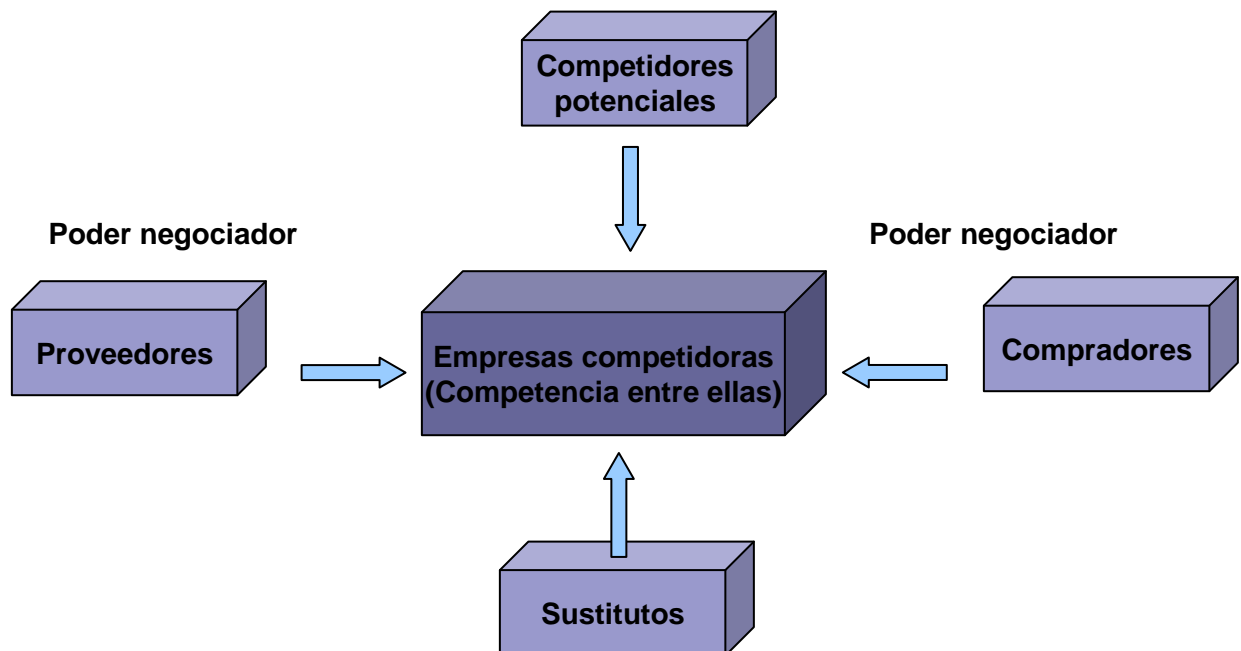 Competidores
potenciales
Poder negociador
Poder negociador
Proveedores
Empresas competidoras
(Competencia entre ellas)
Compradores
Sustitutos